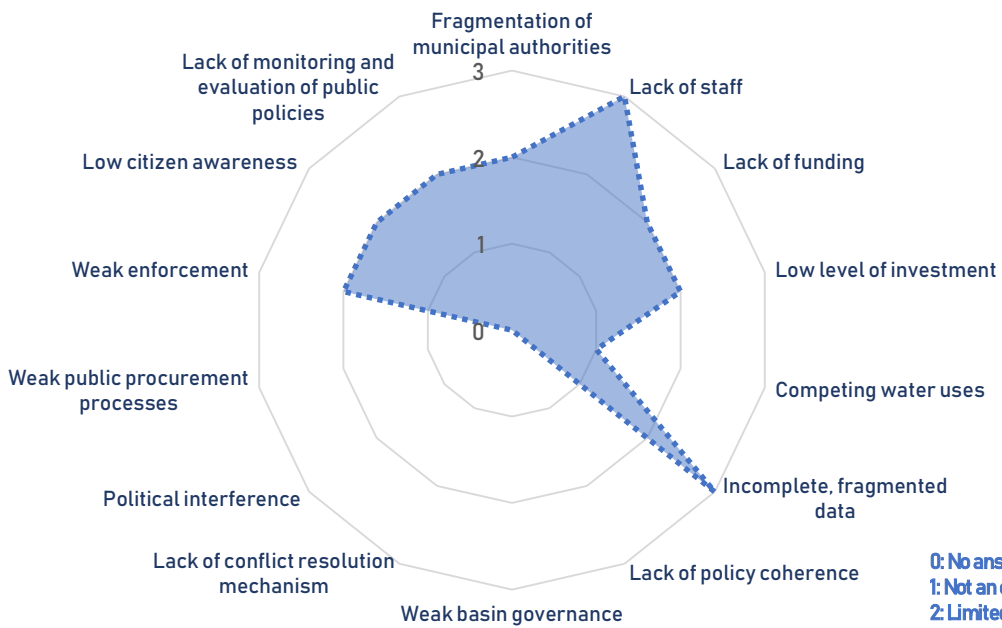 Fragmentation of
municipal authorities
Lack of staff
Lack of funding
Low level of investment
Competing water uses
Incomplete, fragmented
data
Lack of policy coherence
Weak basin governance
Lack of conflict resolution
mechanism
Political interference
Weak public procurement
processes
Weak enforcement
Low citizen awareness
Lack of monitoring and
evaluation of public
policies
3
2
1
0
0: No ans
1: Not an
2: Limited